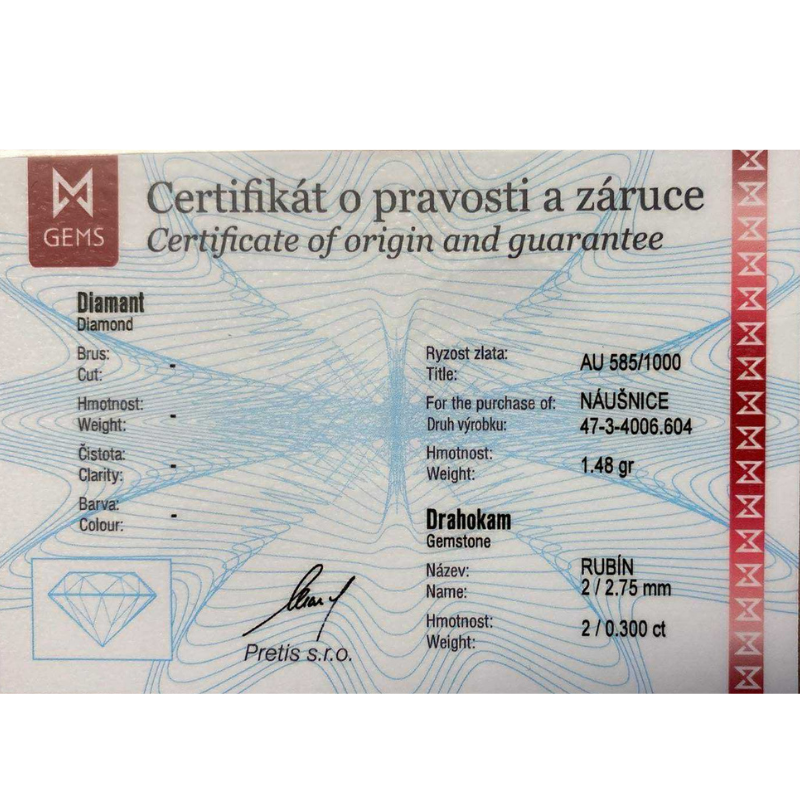 GEMS
Certifikát o pravosti a záruce
Certificate of origin and guarantee
Diamant
Diamond
Brus:
Cut: -
Hmotnost:
Weight: -
Čistota:
Clarity: -
Barva:
Colour: -
Ryzost zlata:
Title: AU 585/1000
For the purchase of: NÁUŠNICE
Druh výrobku: 47-3-4006.604
Hmotnost:
Weight: 1.48 gr
Drahokam
Gemstone
Název: RUBÍN
Name: 2 / 2.75 mm
Hmotnost:
Weight: 2 / 0.300 ct
Pretis s.r.o.